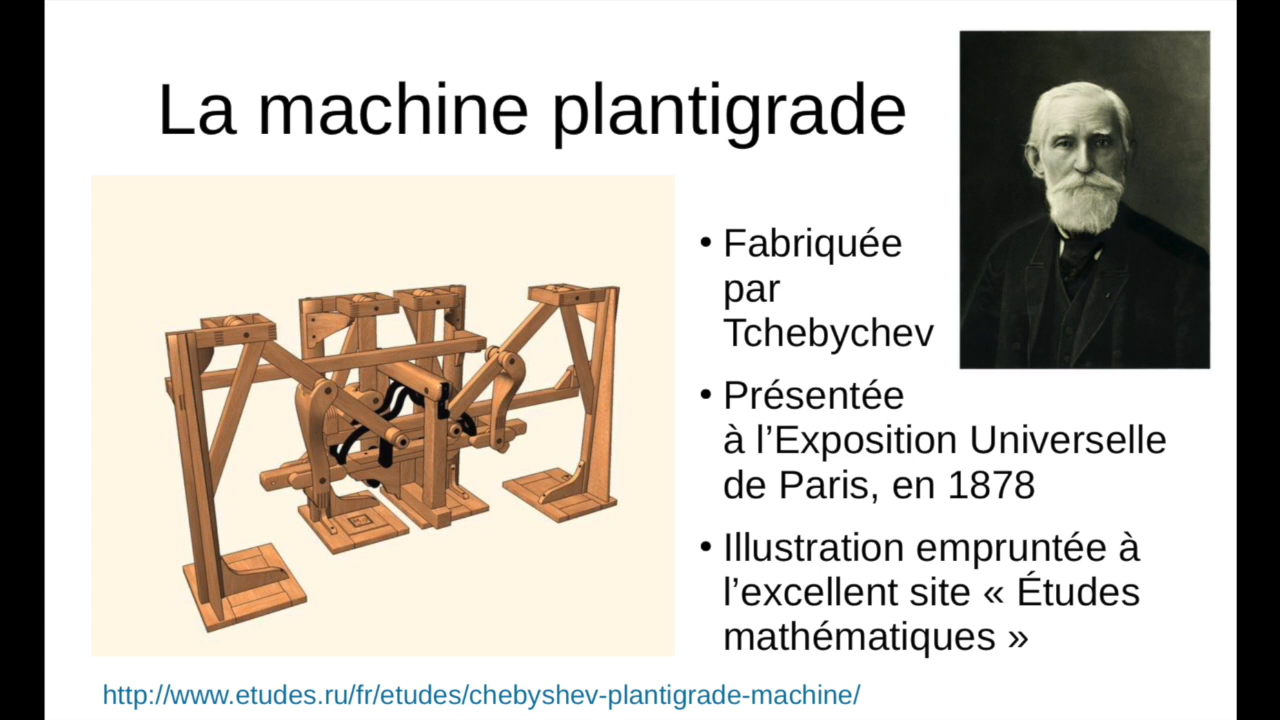 La machine plantigrade
• Fabriquée
par
Tchebychev
• Présentée
à l’Exposition Universelle
de Paris, en 1878
• Illustration empruntée à
l’excellent site « Études
mathématiques »
http://www.etudes.ru/fr/etudes/chebyshev-plantigrade-machine/